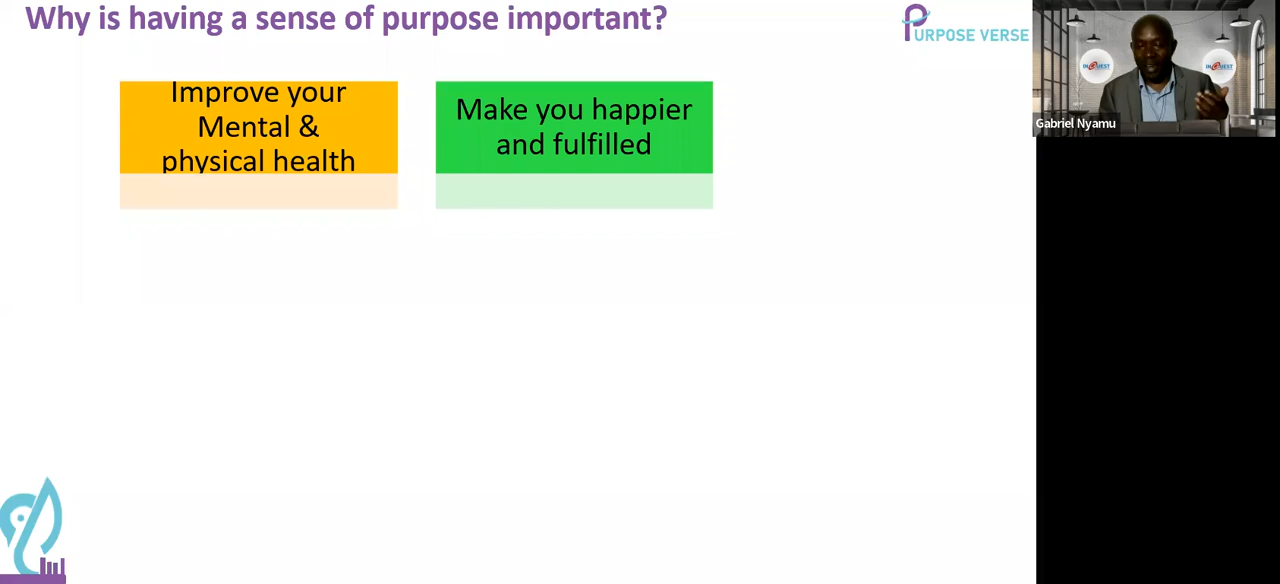 Why is having a sense of purpose important?
PURPOSE VERSE
Improve your
Mental &
physical health
Make you happier
and fulfilled
Gabriel Nyamu